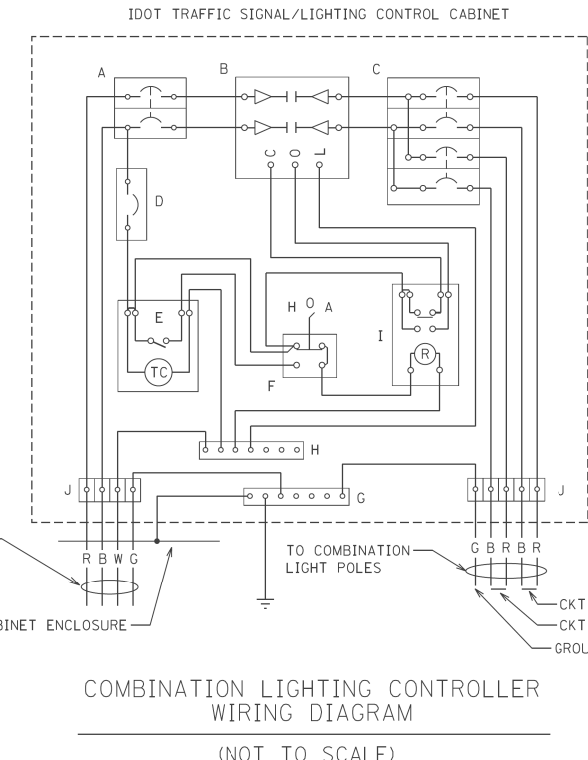 IDOT TRAFFIC SIGNAL/LIGHTING CONTROL CABINET
A
B
C
C O L
D
E
TC
H O A
F
I
R
H
J
G
J
R B W G
TO COMBINATION
LIGHT POLES
G B R B R
BINET ENCLOSURE
CKT
CKT
GROU
COMBINATION LIGHTING CONTROLLER
WIRING DIAGRAM
(NOT TO SCALE)